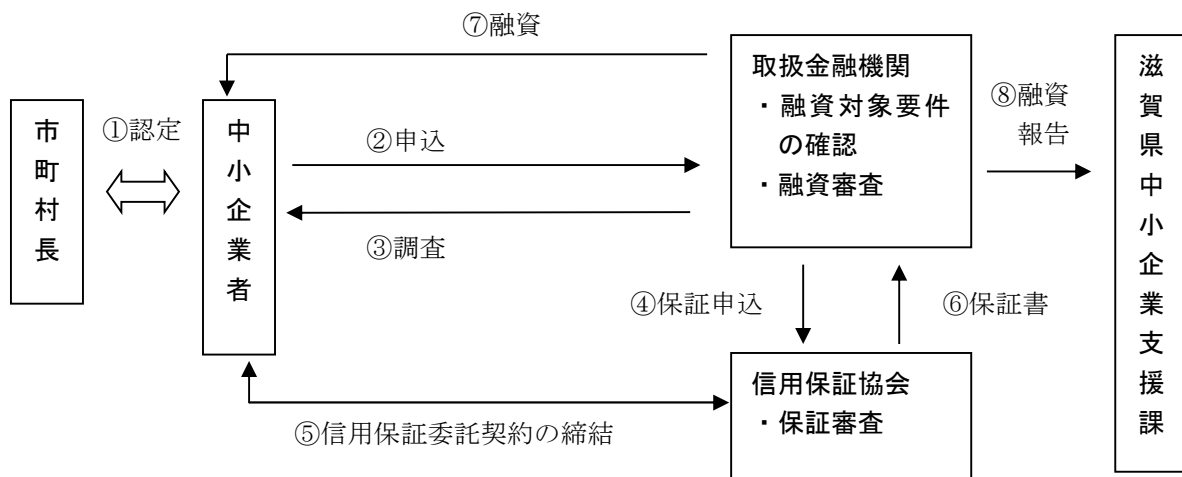 ⑦融資
取扱金融機関
・融資対象要件
の確認
・融資審査
市町村長
①認定
中小企業者
②申込
③調査
⑧融資
報告
滋賀県中小企業支援課
④保証申込
⑥保証書
信用保証協会
・保証審査
⑤信用保証委託契約の締結